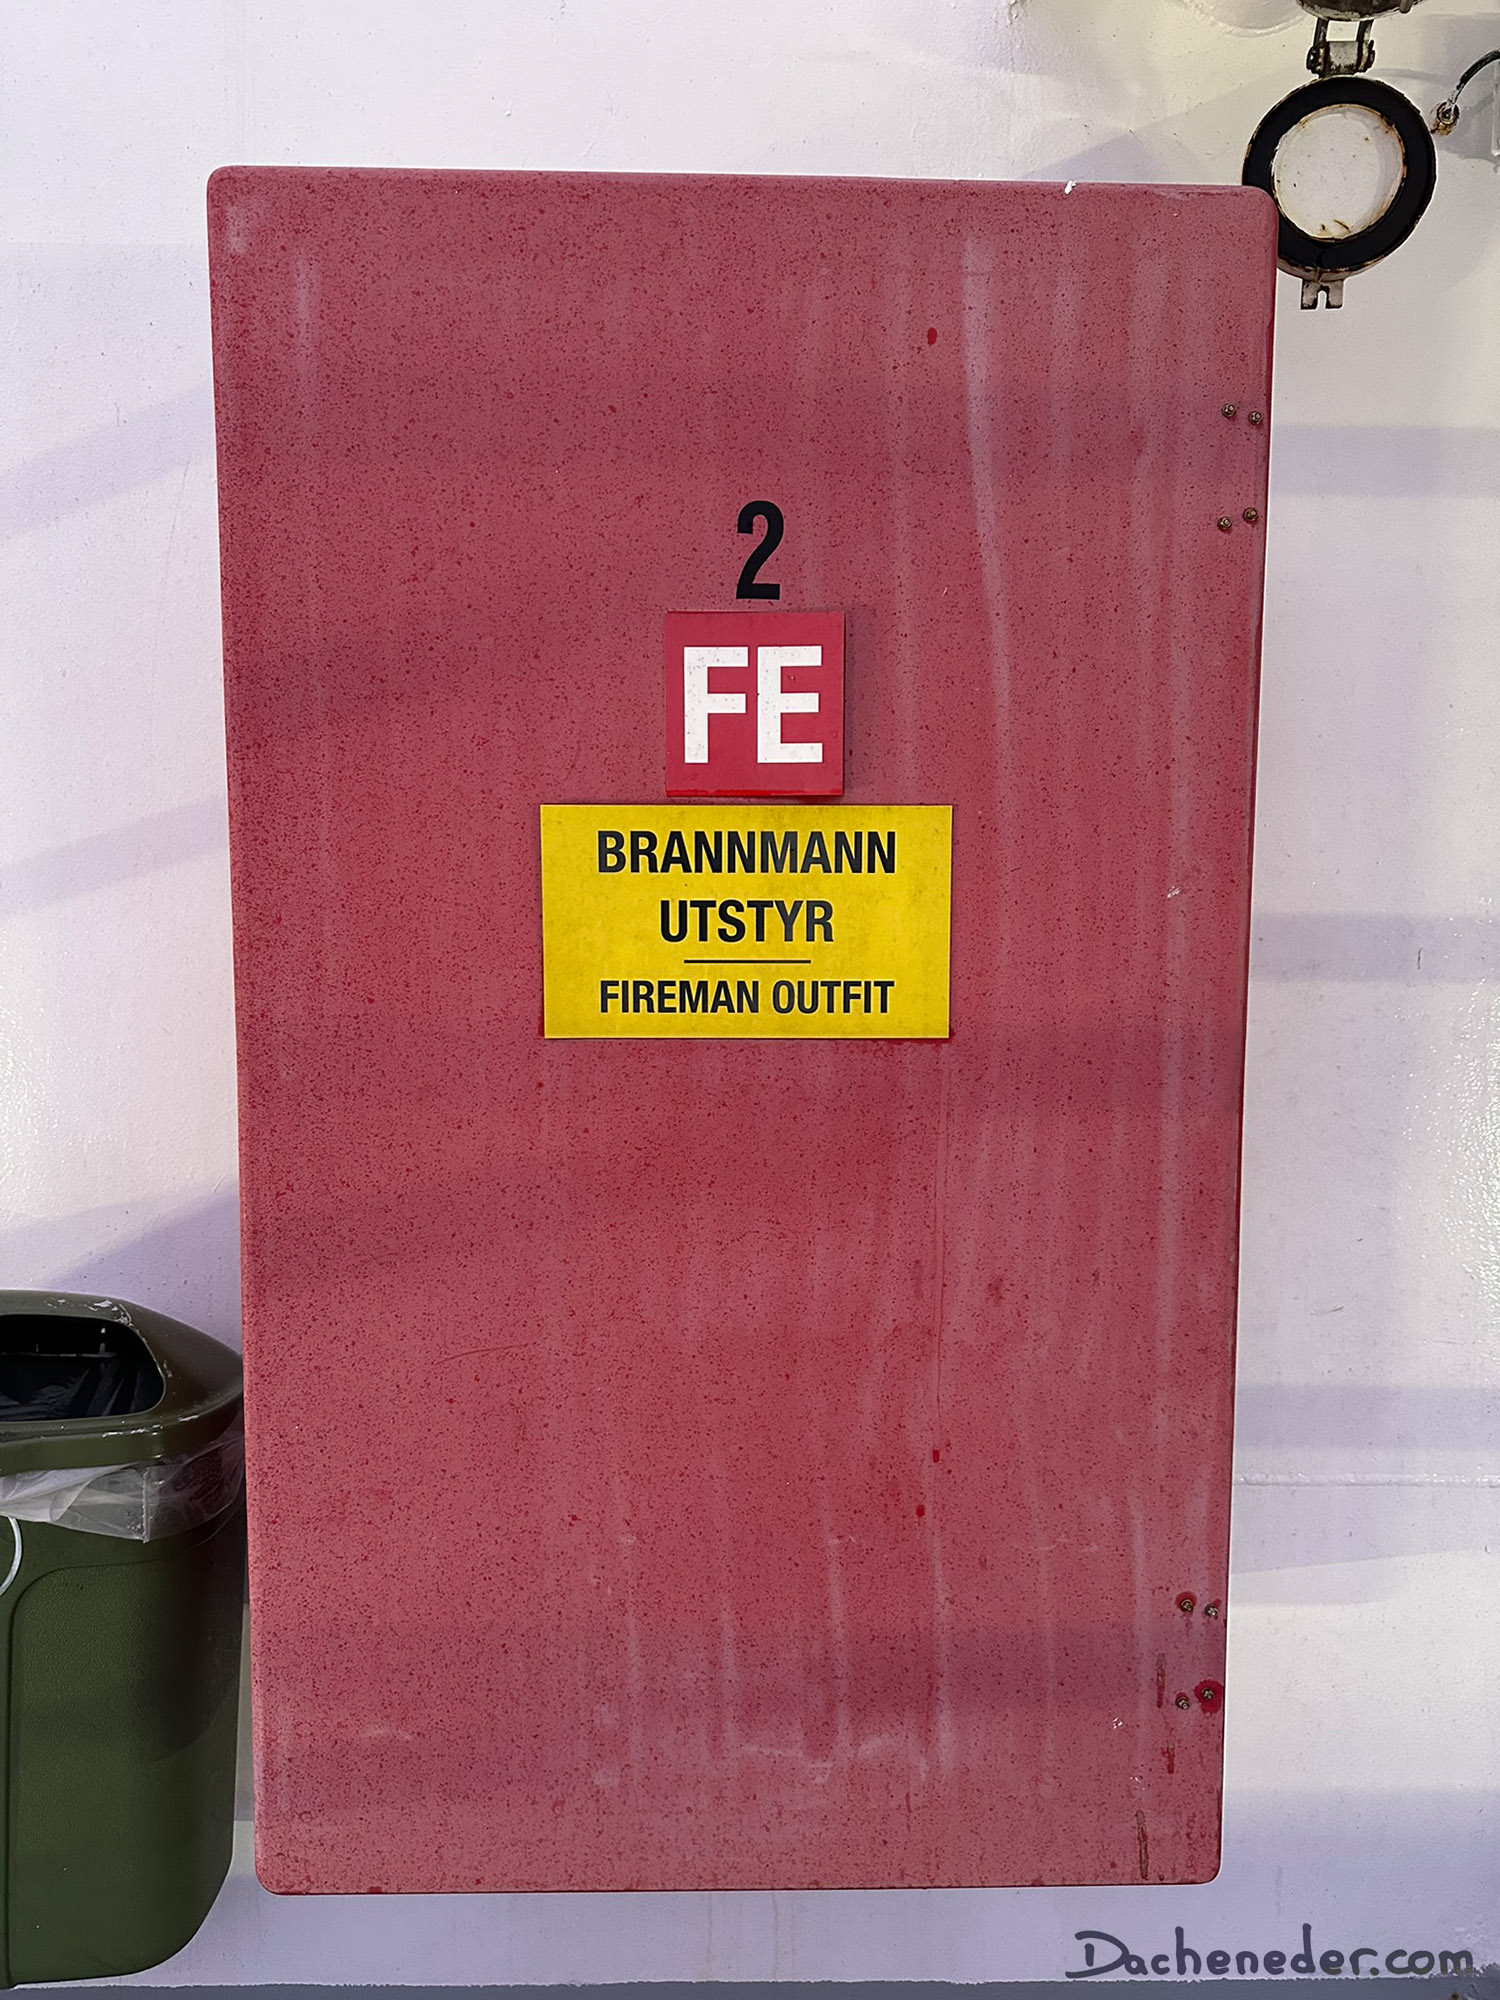 2
FE
BRANNMANN
UTSTYR
FIREMAN OUTFIT
Dacheneder.com